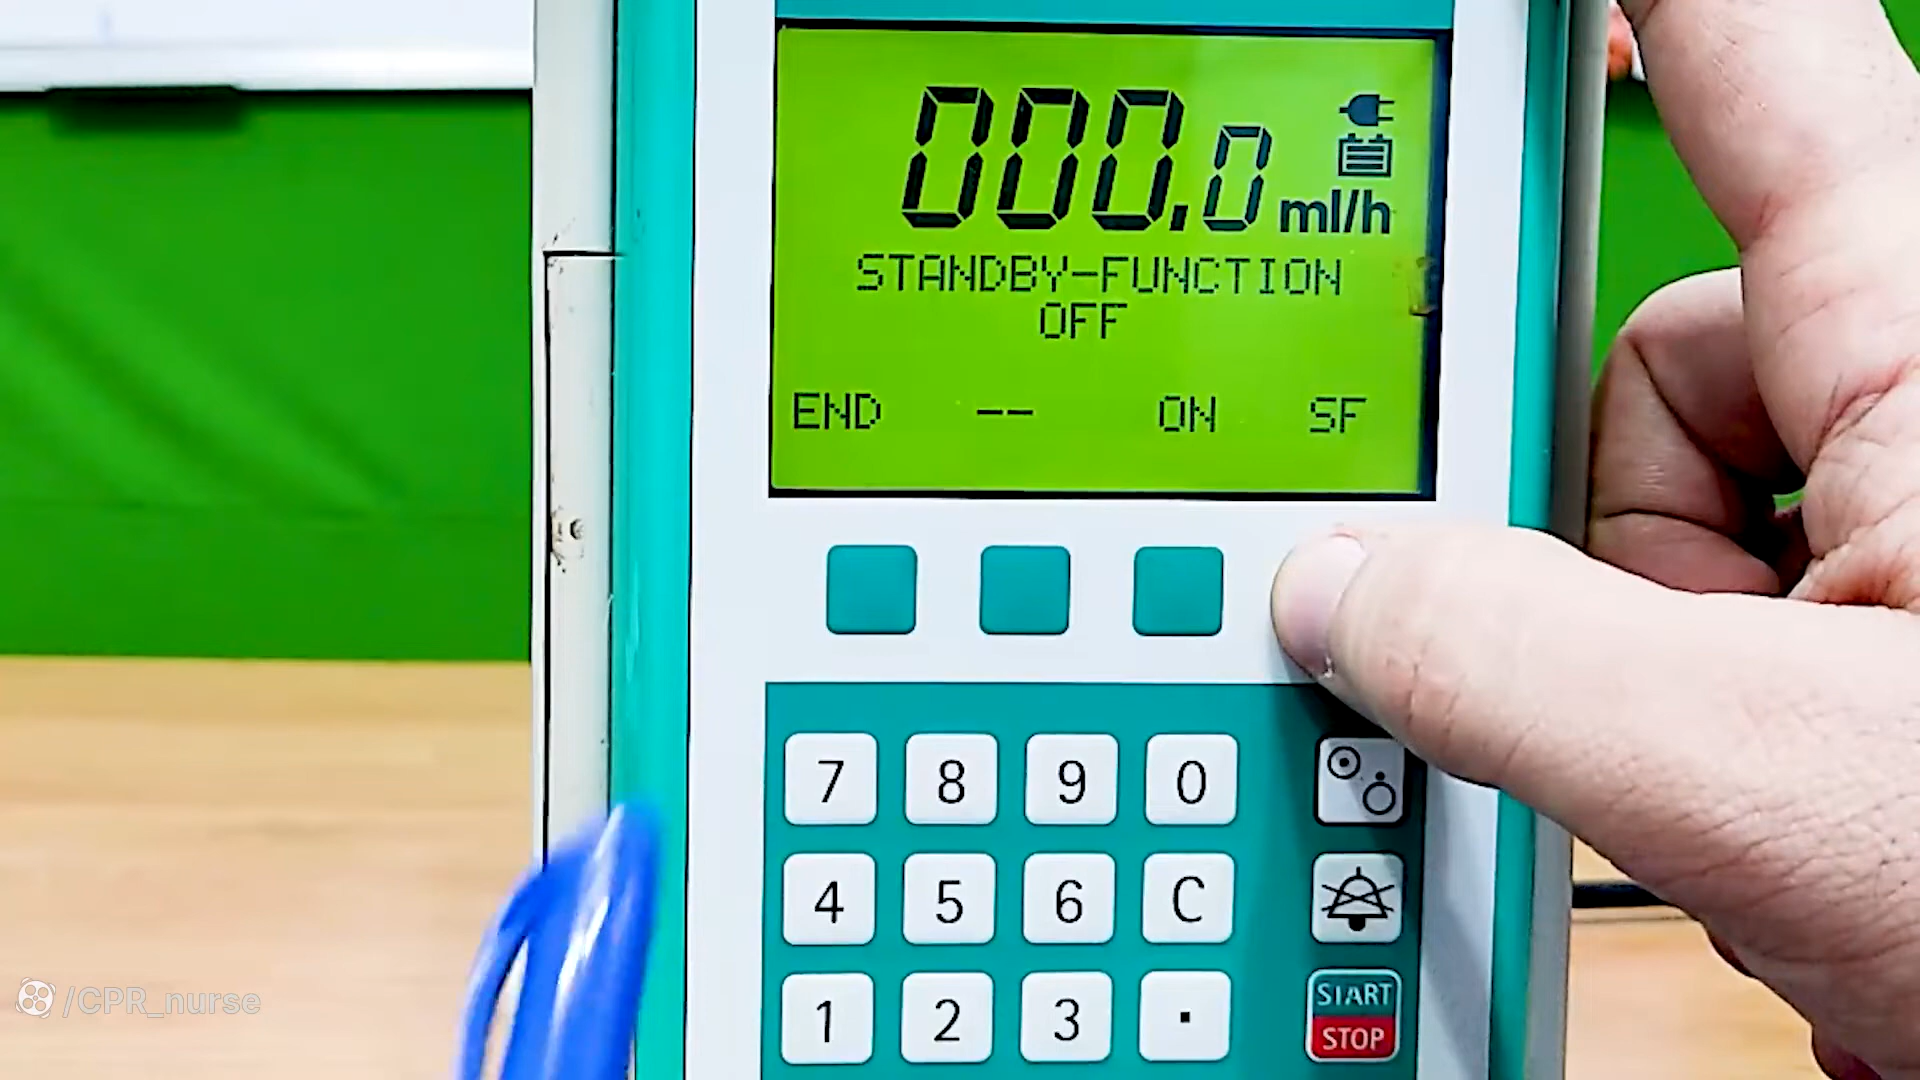 000.0 ml/h
STANDBY-FUNCTION
OFF
END -- ON SF
7 8 9 0
4 5 6 C
1 2 3 .
START
STOP
/CPR_nurse